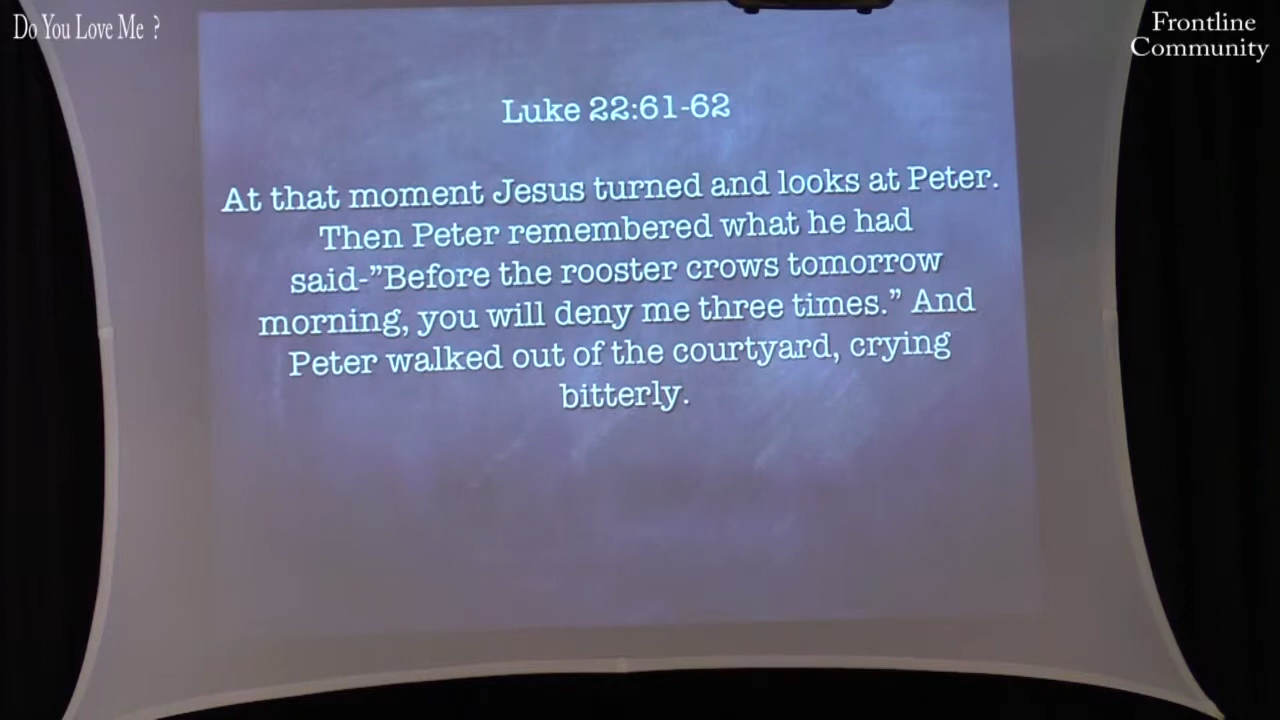 Do You Love Me ?
Frontline
Community
Luke 22:61-62
At that moment Jesus turned and looks at Peter.
Then Peter remembered what he had
said-”Before the rooster crows tomorrow
morning, you will deny me three times.” And
Peter walked out of the courtyard, crying
bitterly.